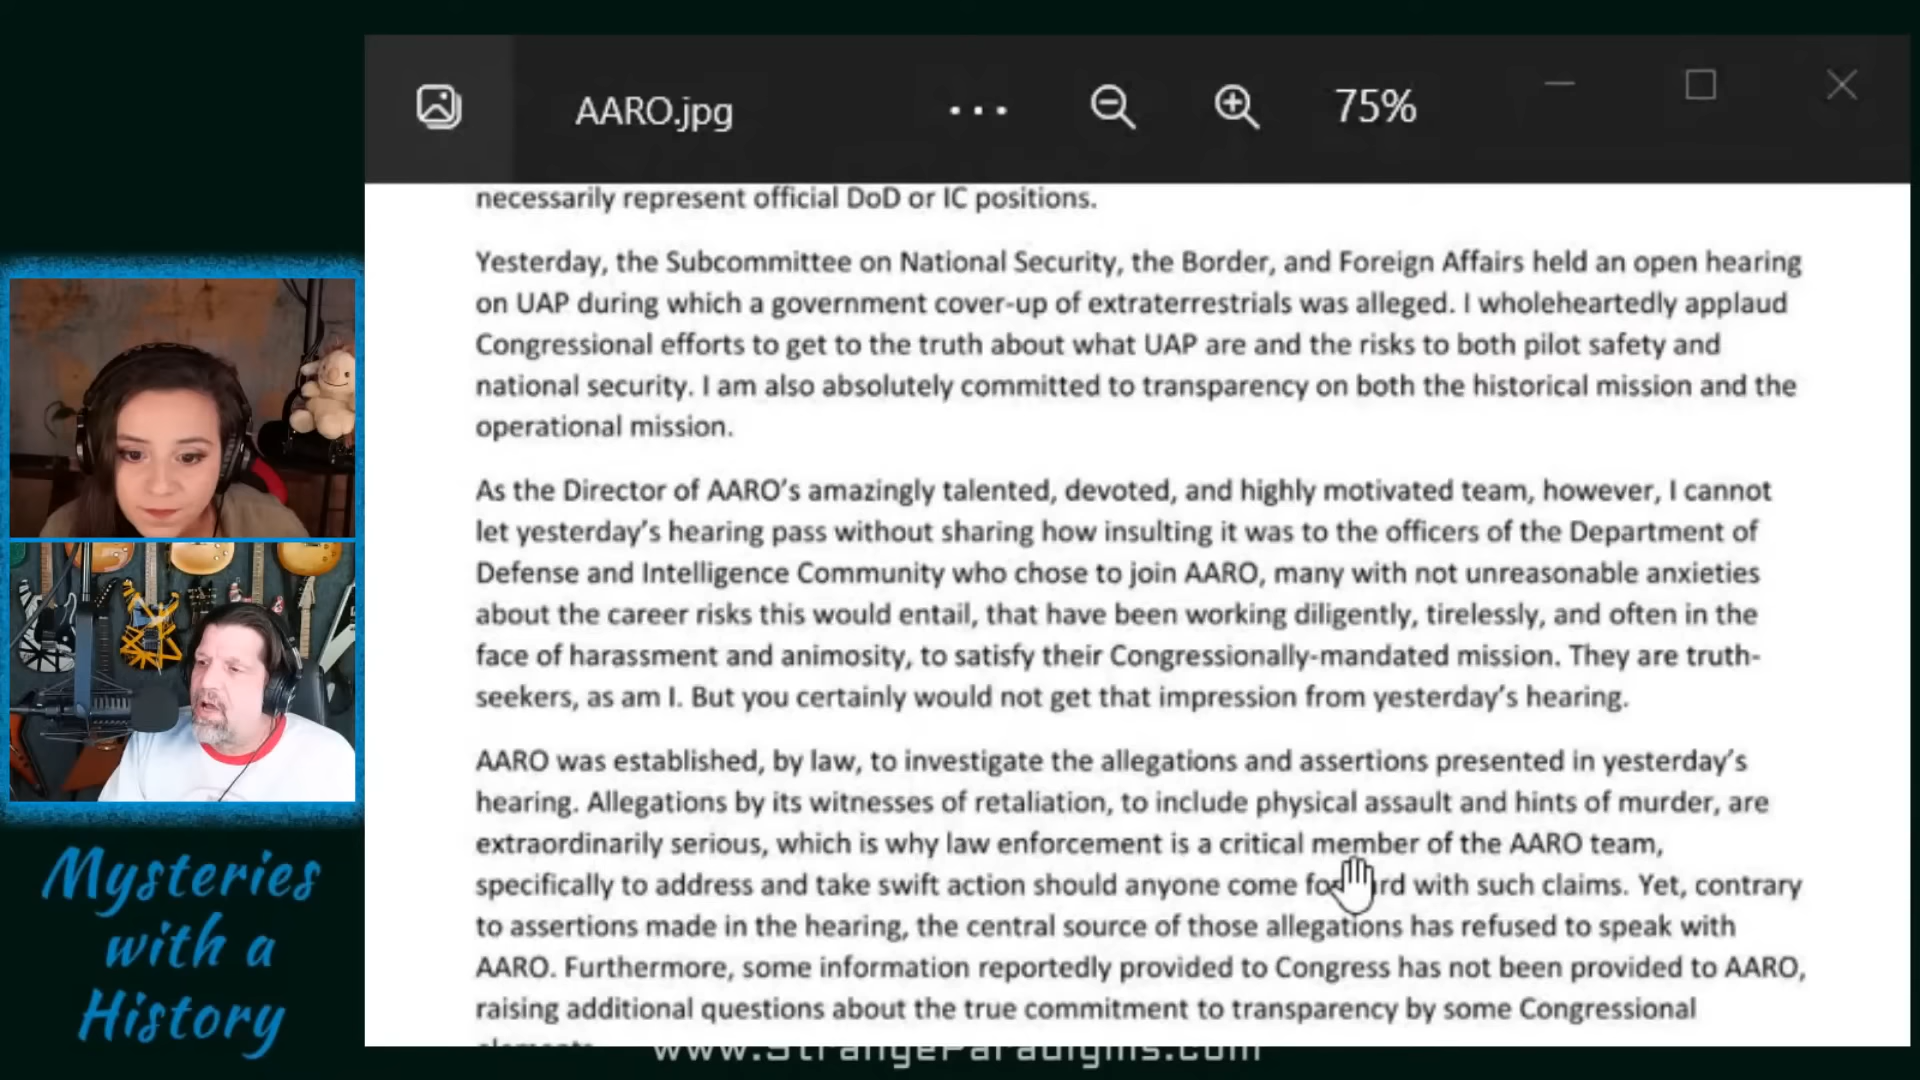 AARO.jpg
75%
necessarily represent official DoD or IC positions.
Yesterday, the Subcommittee on National Security, the Border, and Foreign Affairs held an open hearing
on UAP during which a government cover-up of extraterrestrials was alleged. I wholeheartedly applaud
Congressional efforts to get to the truth about what UAP are and the risks to both pilot safety and
national security. I am also absolutely committed to transparency on both the historical mission and the
operational mission.
As the Director of AARO’s amazingly talented, devoted, and highly motivated team, however, I cannot
let yesterday’s hearing pass without sharing how insulting it was to the officers of the Department of
Defense and Intelligence Community who chose to join AARO, many with not unreasonable anxieties
about the career risks this would entail, that have been working diligently, tirelessly, and often in the
face of harassment and animosity, to satisfy their Congressionally-mandated mission. They are truth-
seekers, as am I. But you certainly would not get that impression from yesterday’s hearing.
AARO was established, by law, to investigate the allegations and assertions presented in yesterday’s
hearing. Allegations by its witnesses of retaliation, to include physical assault and hints of murder, are
extraordinarily serious, which is why law enforcement is a critical member of the AARO team,
specifically to address and take swift action should anyone come forward with such claims. Yet, contrary
to assertions made in the hearing, the central source of those allegations has refused to speak with
AARO. Furthermore, some information reportedly provided to Congress has not been provided to AARO,
raising additional questions about the true commitment to transparency by some Congressional
elements.
Mysteries
with a
History
www.StrangeParadigms.com